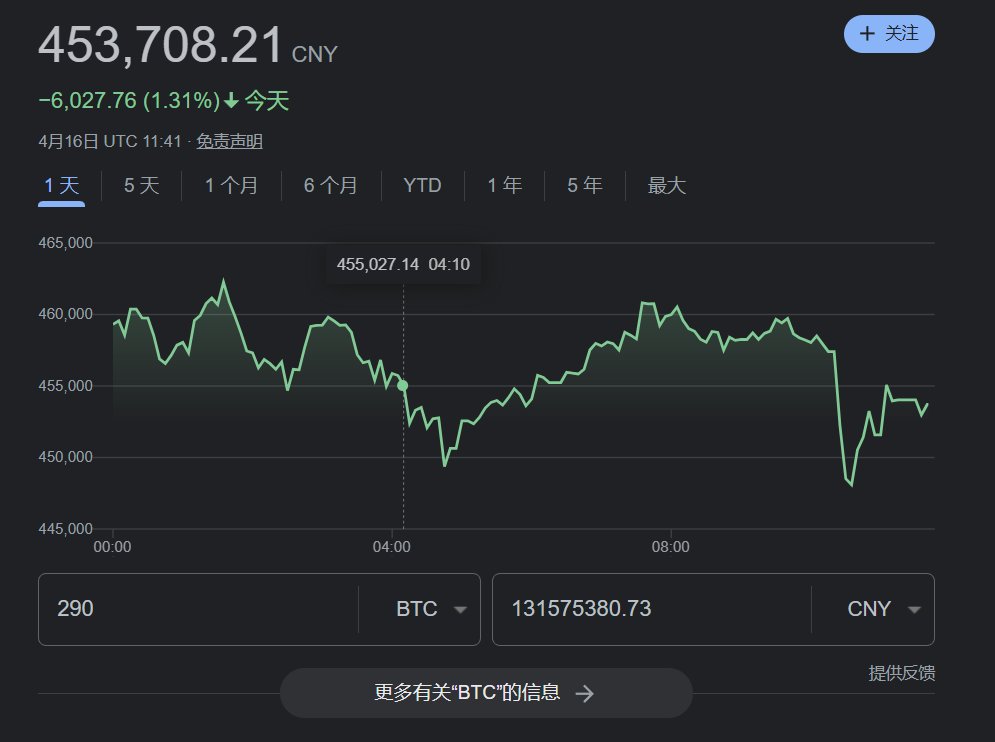 453,708.21 CNY
+ 关注
−6,027.76 (1.31%)↓今天
4月16日 UTC 11:41 · 免责声明
1 天 5 天 1 个月 6 个月 YTD 1 年 5 年 最大
465,000
455,027.14 04:10
460,000
455,000
450,000
445,000
00:00 04:00 08:00
290 BTC 131575380.73 CNY
提供反馈
更多有关“BTC”的信息 →